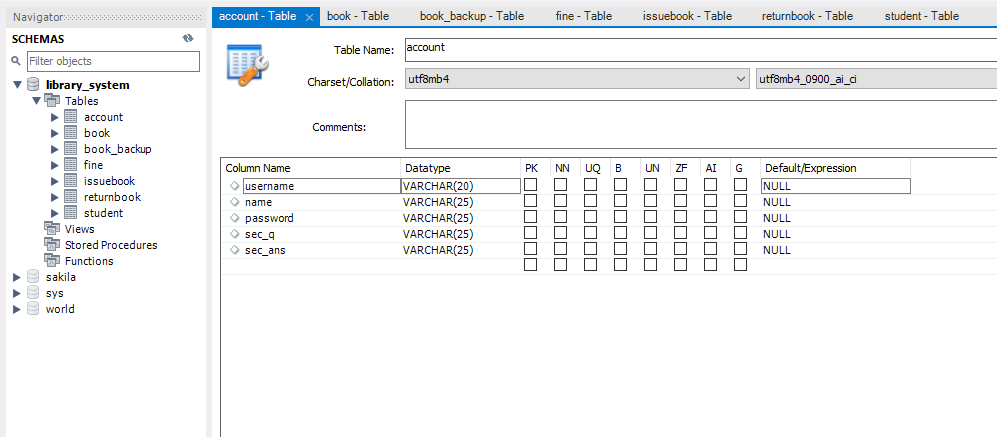 Navigator
SCHEMAS
Filter objects
library_system
Tables
account
book
book_backup
fine
issuebook
returnbook
student
Views
Stored Procedures
Functions
sakila
sys
world
account - Table × book - Table book_backup - Table fine - Table issuebook - Table returnbook - Table student - Table
Table Name: account
Charset/Collation: utf8mb4 utf8mb4_0900_ai_ci
Comments:
Column Name Datatype PK NN UQ B UN ZF AI G Default/Expression
username VARCHAR(20) NULL
name VARCHAR(25) NULL
password VARCHAR(25) NULL
sec_q VARCHAR(25) NULL
sec_ans VARCHAR(25) NULL